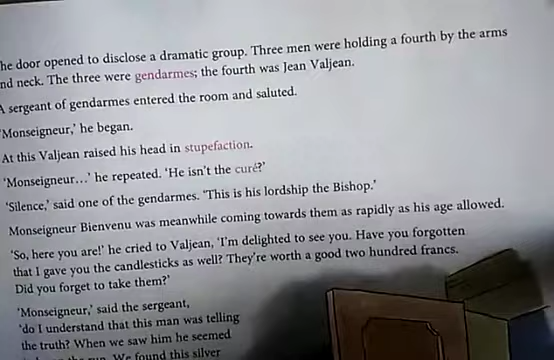 he door opened to disclose a dramatic group. Three men were holding a fourth by the arms
nd neck. The three were gendarmes; the fourth was Jean Valjean.
A sergeant of gendarmes entered the room and saluted.
'Monseigneur,' he began.
At this Valjean raised his head in stupefaction.
'Monseigneur...' he repeated. 'He isn't the curé?'
'Silence,' said one of the gendarmes. 'This is his lordship the Bishop.'
Monseigneur Bienvenu was meanwhile coming towards them as rapidly as his age allowed.
'So, here you are!' he cried to Valjean, 'I'm delighted to see you. Have you forgotten
that I gave you the candlesticks as well? They're worth a good two hundred francs.
Did you forget to take them?'
'Monseigneur,' said the sergeant,
'do I understand that this man was telling
the truth? When we saw him he seemed
We found this silver